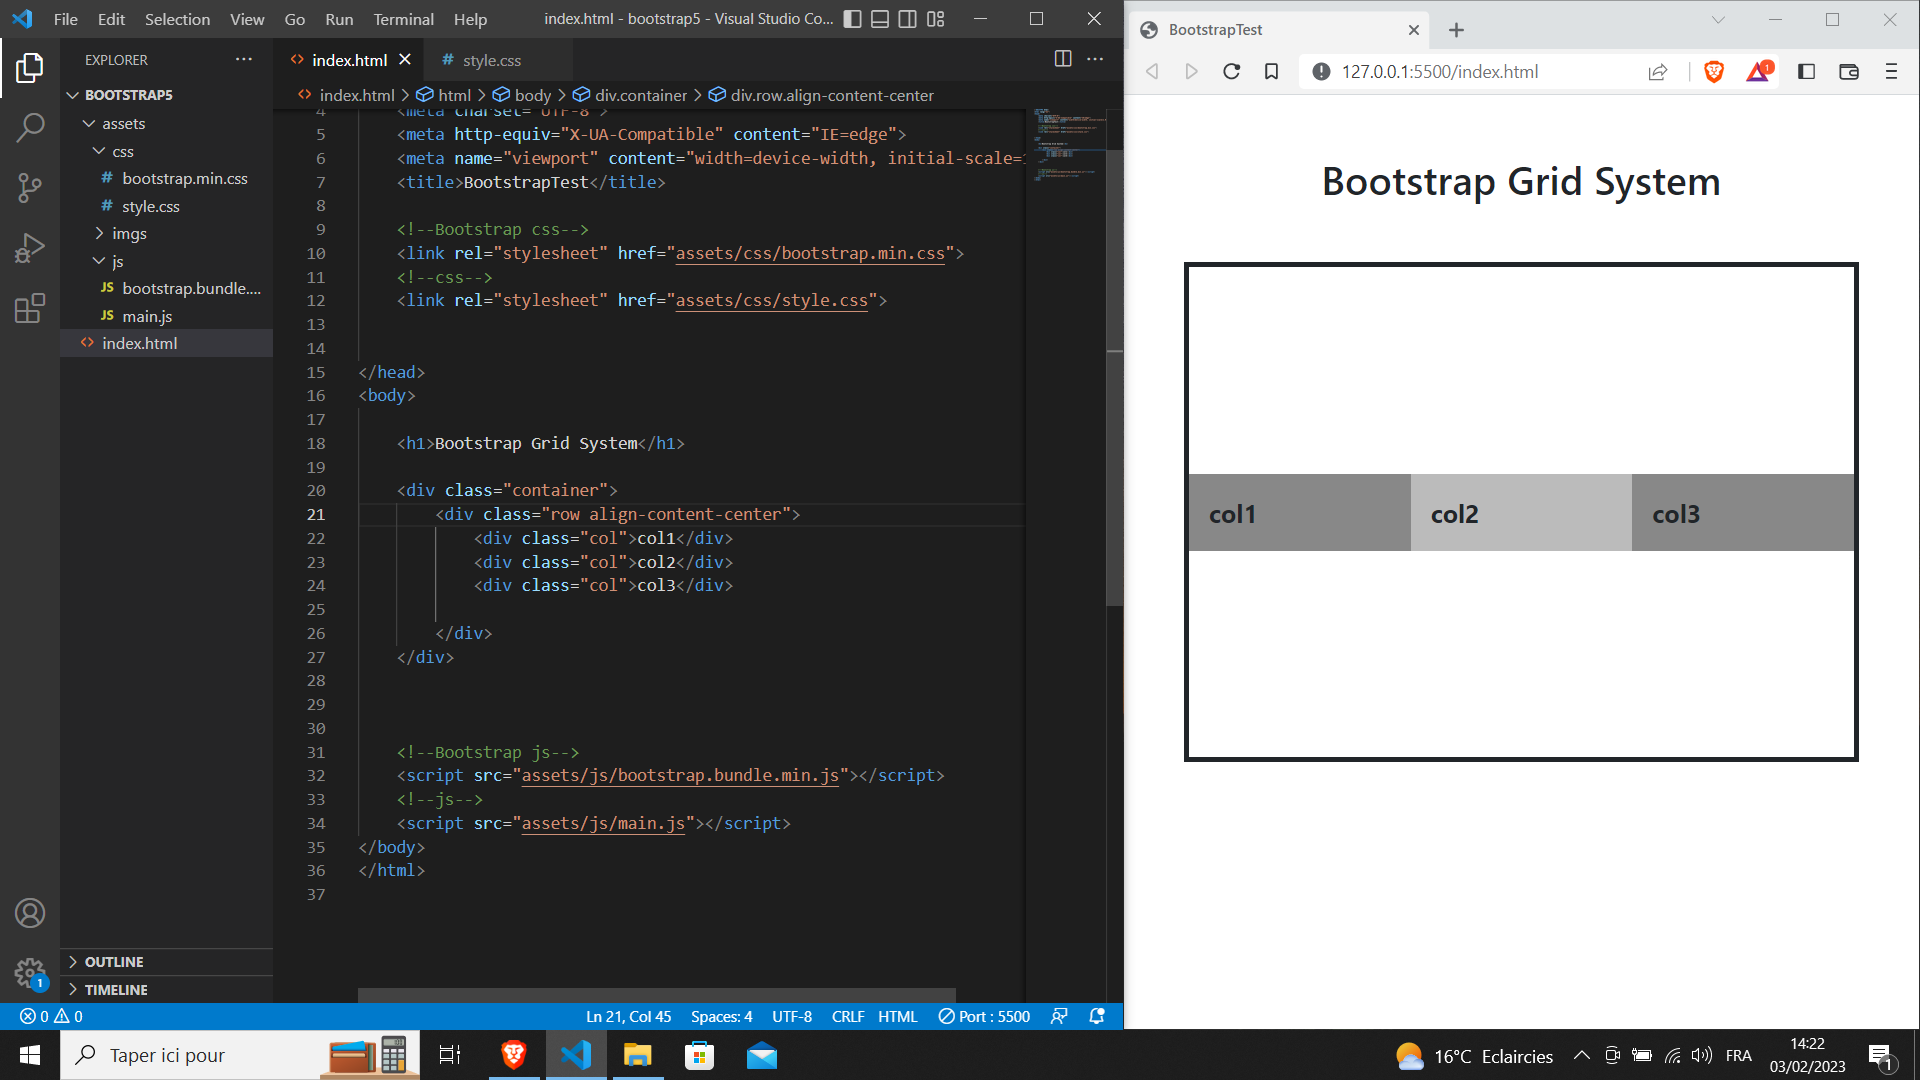 File Edit Selection View Go Run Terminal Help
index.html - bootstrap5 - Visual Studio Co...
EXPLORER
BOOTSTRAP5
assets
css
# bootstrap.min.css
# style.css
imgs
js
JS bootstrap.bundle....
JS main.js
<> index.html
OUTLINE
TIMELINE
<> index.html
# style.css
<> index.html > html > body > div.container > div.row.align-content-center
4 <meta charset="UTF-8">
5 <meta http-equiv="X-UA-Compatible" content="IE=edge">
6 <meta name="viewport" content="width=device-width, initial-scale=1
7 <title>BootstrapTest</title>
8
9 <!--Bootstrap css-->
10 <link rel="stylesheet" href="assets/css/bootstrap.min.css">
11 <!--css-->
12 <link rel="stylesheet" href="assets/css/style.css">
13
14
15 </head>
16 <body>
17
18 <h1>Bootstrap Grid System</h1>
19
20 <div class="container">
21 <div class="row align-content-center">
22 <div class="col">col1</div>
23 <div class="col">col2</div>
24 <div class="col">col3</div>
25
26 </div>
27 </div>
28
29
30
31 <!--Bootstrap js-->
32 <script src="assets/js/bootstrap.bundle.min.js"></script>
33 <!--js-->
34 <script src="assets/js/main.js"></script>
35 </body>
36 </html>
37
1
0 0
Ln 21, Col 45 Spaces: 4 UTF-8 CRLF HTML Port : 5500
BootstrapTest
127.0.0.1:5500/index.html
1
Bootstrap Grid System
col1 col2 col3
Taper ici pour
16°C Eclaircies
FRA
14:22
03/02/2023
1